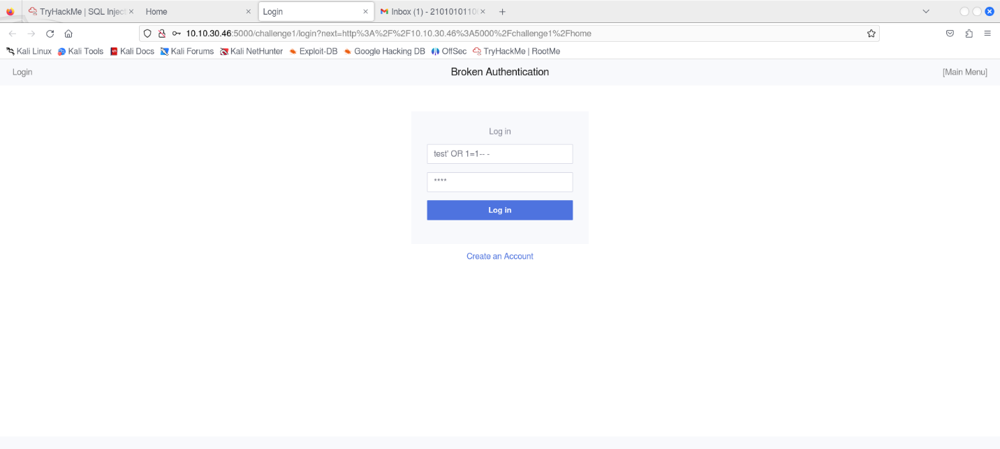 TryHackMe | SQL Inject
Home
Login
Inbox (1) - 2101010110
10.10.30.46:5000/challenge1/login?next=http%3A%2F%2F10.10.30.46%3A5000%2Fchallenge1%2Fhome
Kali Linux Kali Tools Kali Docs Kali Forums Kali NetHunter Exploit-DB Google Hacking DB OffSec TryHackMe | RootMe
Login Broken Authentication [Main Menu]
Log in
test' OR 1=1-- -
****
Log in
Create an Account